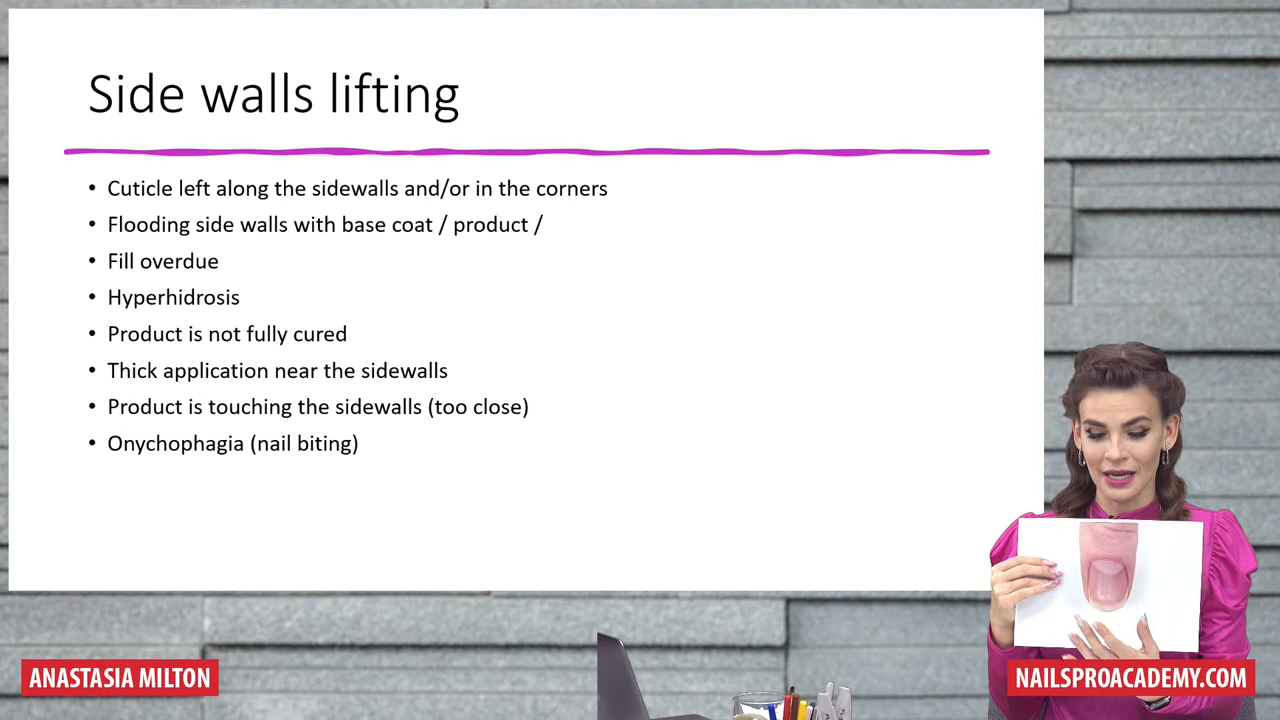 Side walls lifting
• Cuticle left along the sidewalls and/or in the corners
• Flooding side walls with base coat / product /
• Fill overdue
• Hyperhidrosis
• Product is not fully cured
• Thick application near the sidewalls
• Product is touching the sidewalls (too close)
• Onychophagia (nail biting)
ANASTASIA MILTON
NAILSPROACADEMY.COM